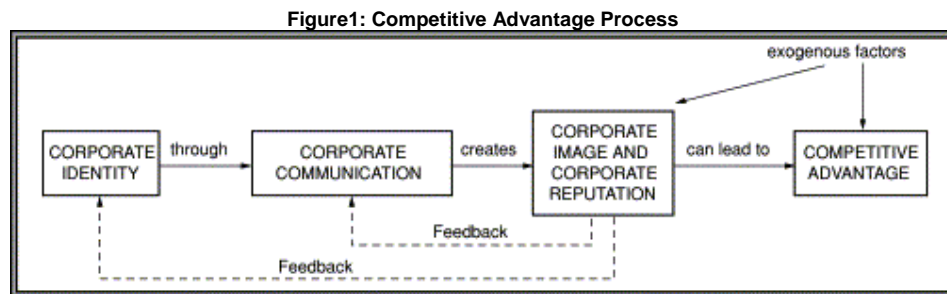 Figure1: Competitive Advantage Process
exogenous factors
CORPORATE
IDENTITY
through
CORPORATE
COMMUNICATION
creates
CORPORATE
IMAGE AND
CORPORATE
REPUTATION
can lead to
COMPETITIVE
ADVANTAGE
Feedback
Feedback